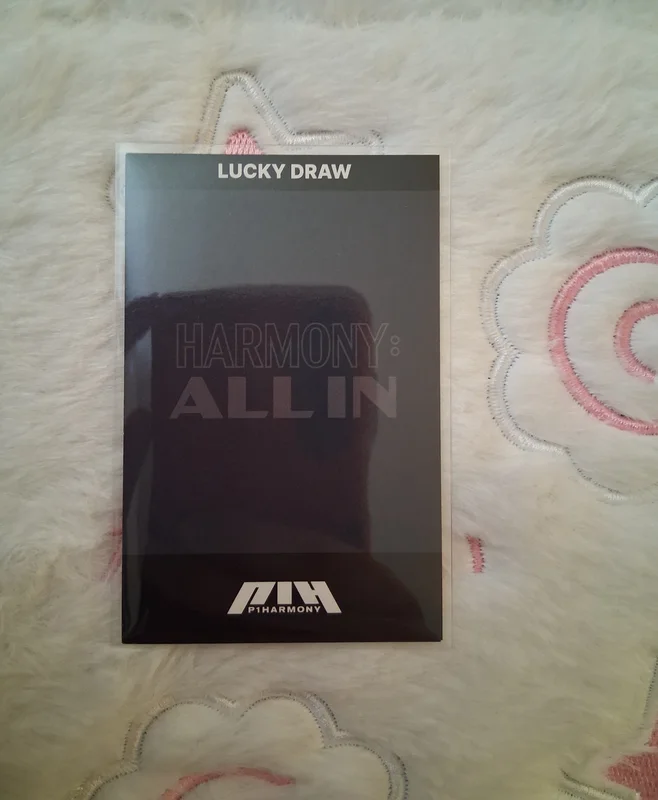 LUCKY DRAW
HARMONY:
ALL IN
P1H
P1HARMONY